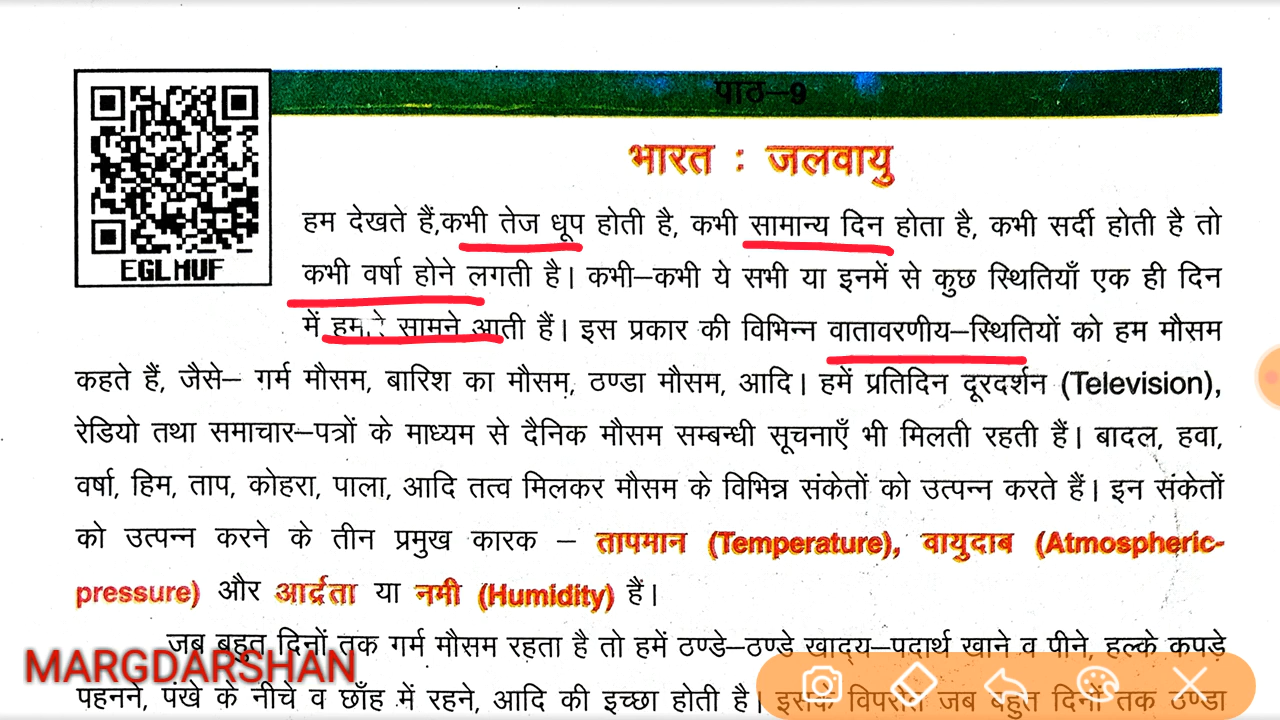 पाठ–9
भारत : जलवायु
EGLMUF
हम देखते हैं,कभी तेज धूप होती है, कभी सामान्य दिन होता है, कभी सर्दी होती है तो
कभी वर्षा होने लगती है। कभी–कभी ये सभी या इनमें से कुछ स्थितियाँ एक ही दिन
में हमारे सामने आती हैं। इस प्रकार की विभिन्न वातावरणीय–स्थितियों को हम मौसम
कहते हैं, जैसे– गर्म मौसम, बारिश का मौसम, ठण्डा मौसम, आदि। हमें प्रतिदिन दूरदर्शन (Television),
रेडियो तथा समाचार–पत्रों के माध्यम से दैनिक मौसम सम्बन्धी सूचनाएँ भी मिलती रहती हैं। बादल, हवा,
वर्षा, हिम, ताप, कोहरा, पाला, आदि तत्व मिलकर मौसम के विभिन्न संकेतों को उत्पन्न करते हैं। इन संकेतों
को उत्पन्न करने के तीन प्रमुख कारक – तापमान (Temperature), वायुदाब (Atmospheric-
pressure) और आर्द्रता या नमी (Humidity) हैं।
जब बहुत दिनों तक गर्म मौसम रहता है तो हमें ठण्डे–ठण्डे खाद्य–पदार्थ खाने व पीने, हल्के कपड़े
MARGDARSHAN
पहनने, पंखे के नीचे व छाँह में रहने, आदि की इच्छा होती है। इसके विपरीत जब बहुत दिनों तक ठण्डा